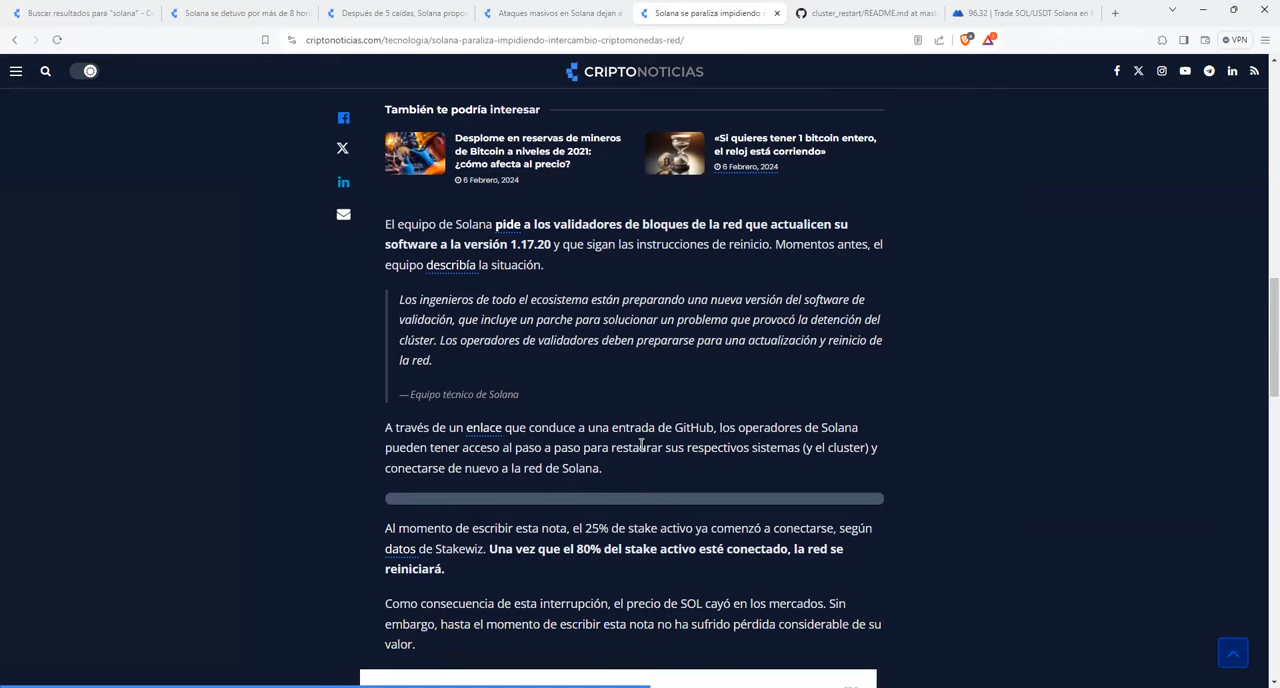 Buscar resultados para "solana" - C
Solana se detuvo por más de 8 hora
Después de 5 caídas, Solana propo
Ataques masivos en Solana dejan a
Solana se paraliza impidiendo
cluster_restart/README.md at mast
96.32 | Trade SOL/USDT Solana en
criptonoticias.com/tecnologia/solana-paraliza-impidiendo-intercambio-criptomonedas-red/
VPN
CRIPTONOTICIAS
También te podría interesar
Desplome en reservas de mineros
de Bitcoin a niveles de 2021:
¿cómo afecta al precio?
6 Febrero, 2024
«Si quieres tener 1 bitcoin entero,
el reloj está corriendo»
6 Febrero, 2024
El equipo de Solana pide a los validadores de bloques de la red que actualicen su
software a la versión 1.17.20 y que sigan las instrucciones de reinicio. Momentos antes, el
equipo describía la situación.
Los ingenieros de todo el ecosistema están preparando una nueva versión del software de
validación, que incluye un parche para solucionar un problema que provocó la detención del
clúster. Los operadores de validadores deben prepararse para una actualización y reinicio de
la red.
— Equipo técnico de Solana
A través de un enlace que conduce a una entrada de GitHub, los operadores de Solana
pueden tener acceso al paso a paso para restaurar sus respectivos sistemas (y el cluster) y
conectarse de nuevo a la red de Solana.
Al momento de escribir esta nota, el 25% de stake activo ya comenzó a conectarse, según
datos de Stakewiz. Una vez que el 80% del stake activo esté conectado, la red se
reiniciará.
Como consecuencia de esta interrupción, el precio de SOL cayó en los mercados. Sin
embargo, hasta el momento de escribir esta nota no ha sufrido pérdida considerable de su
valor.